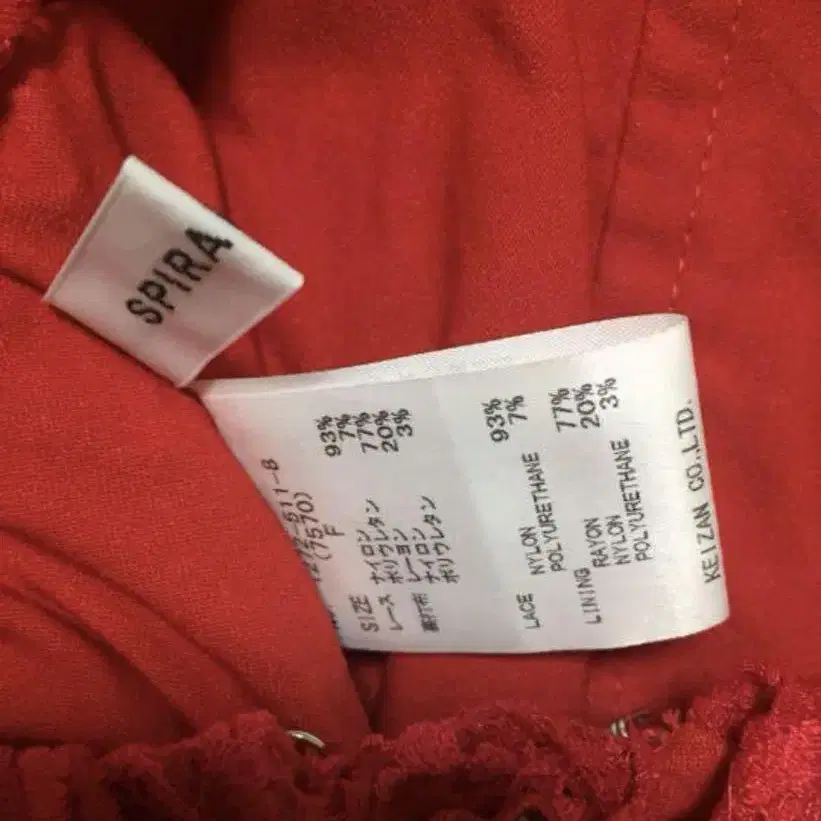 SPIRA
(7570)
SIZE F
レース ナイロン 93%
ポリウレタン 7%
裏打布 レーヨン 77%
ナイロン 20%
ポリウレタン 3%
LACE NYLON 93%
POLYURETHANE 7%
LINING RAYON 77%
NYLON 20%
POLYURETHANE 3%
KEIZAN CO.,LTD.